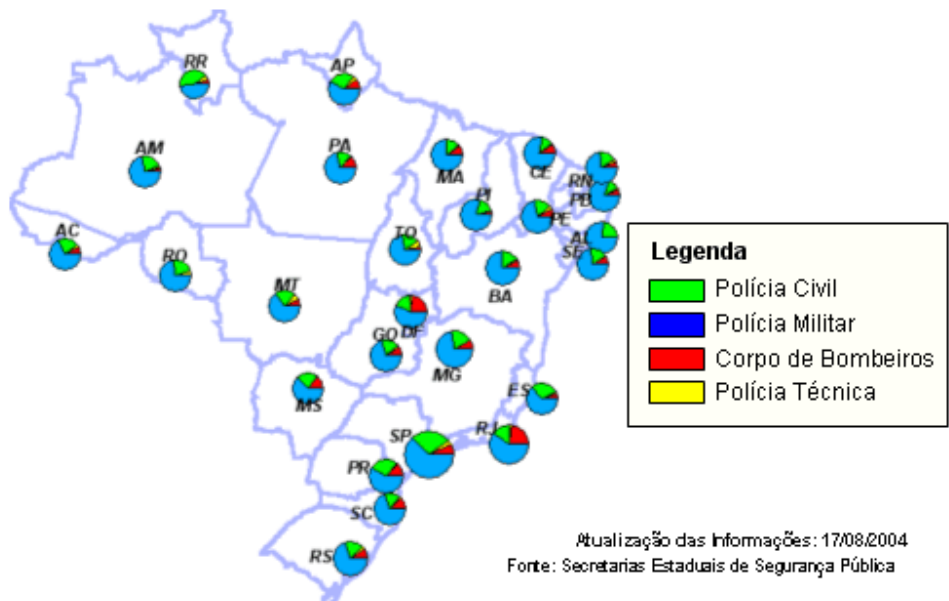 RR
AP
AM
PA
MA
CE
RN
PB
PI
PE
AL
SE
AC
RO
TO
BA
MT
DF
GO
MG
MS
ES
SP
RJ
PR
SC
RS
Legenda
Polícia Civil
Polícia Militar
Corpo de Bombeiros
Polícia Técnica
Atualização das Informações: 17/08/2004
Fonte: Secretarias Estaduais de Segurança Pública